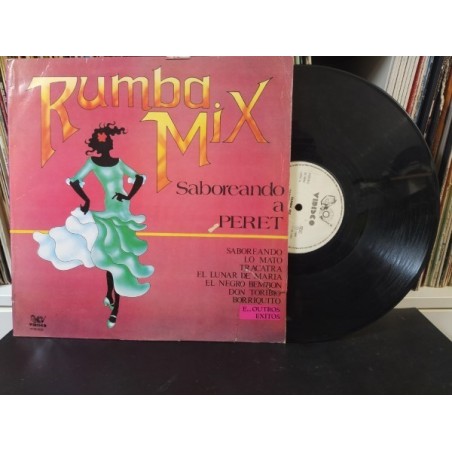 Rumba
MiX
Saboreando
a
PERET
SABOREANDO
LO MATO
TRACATRA
EL LUNAR DE MARIA
EL NEGRO BEMBON
DON TORIBIO
BORRIQUITO
E...OUTROS
EXITOS